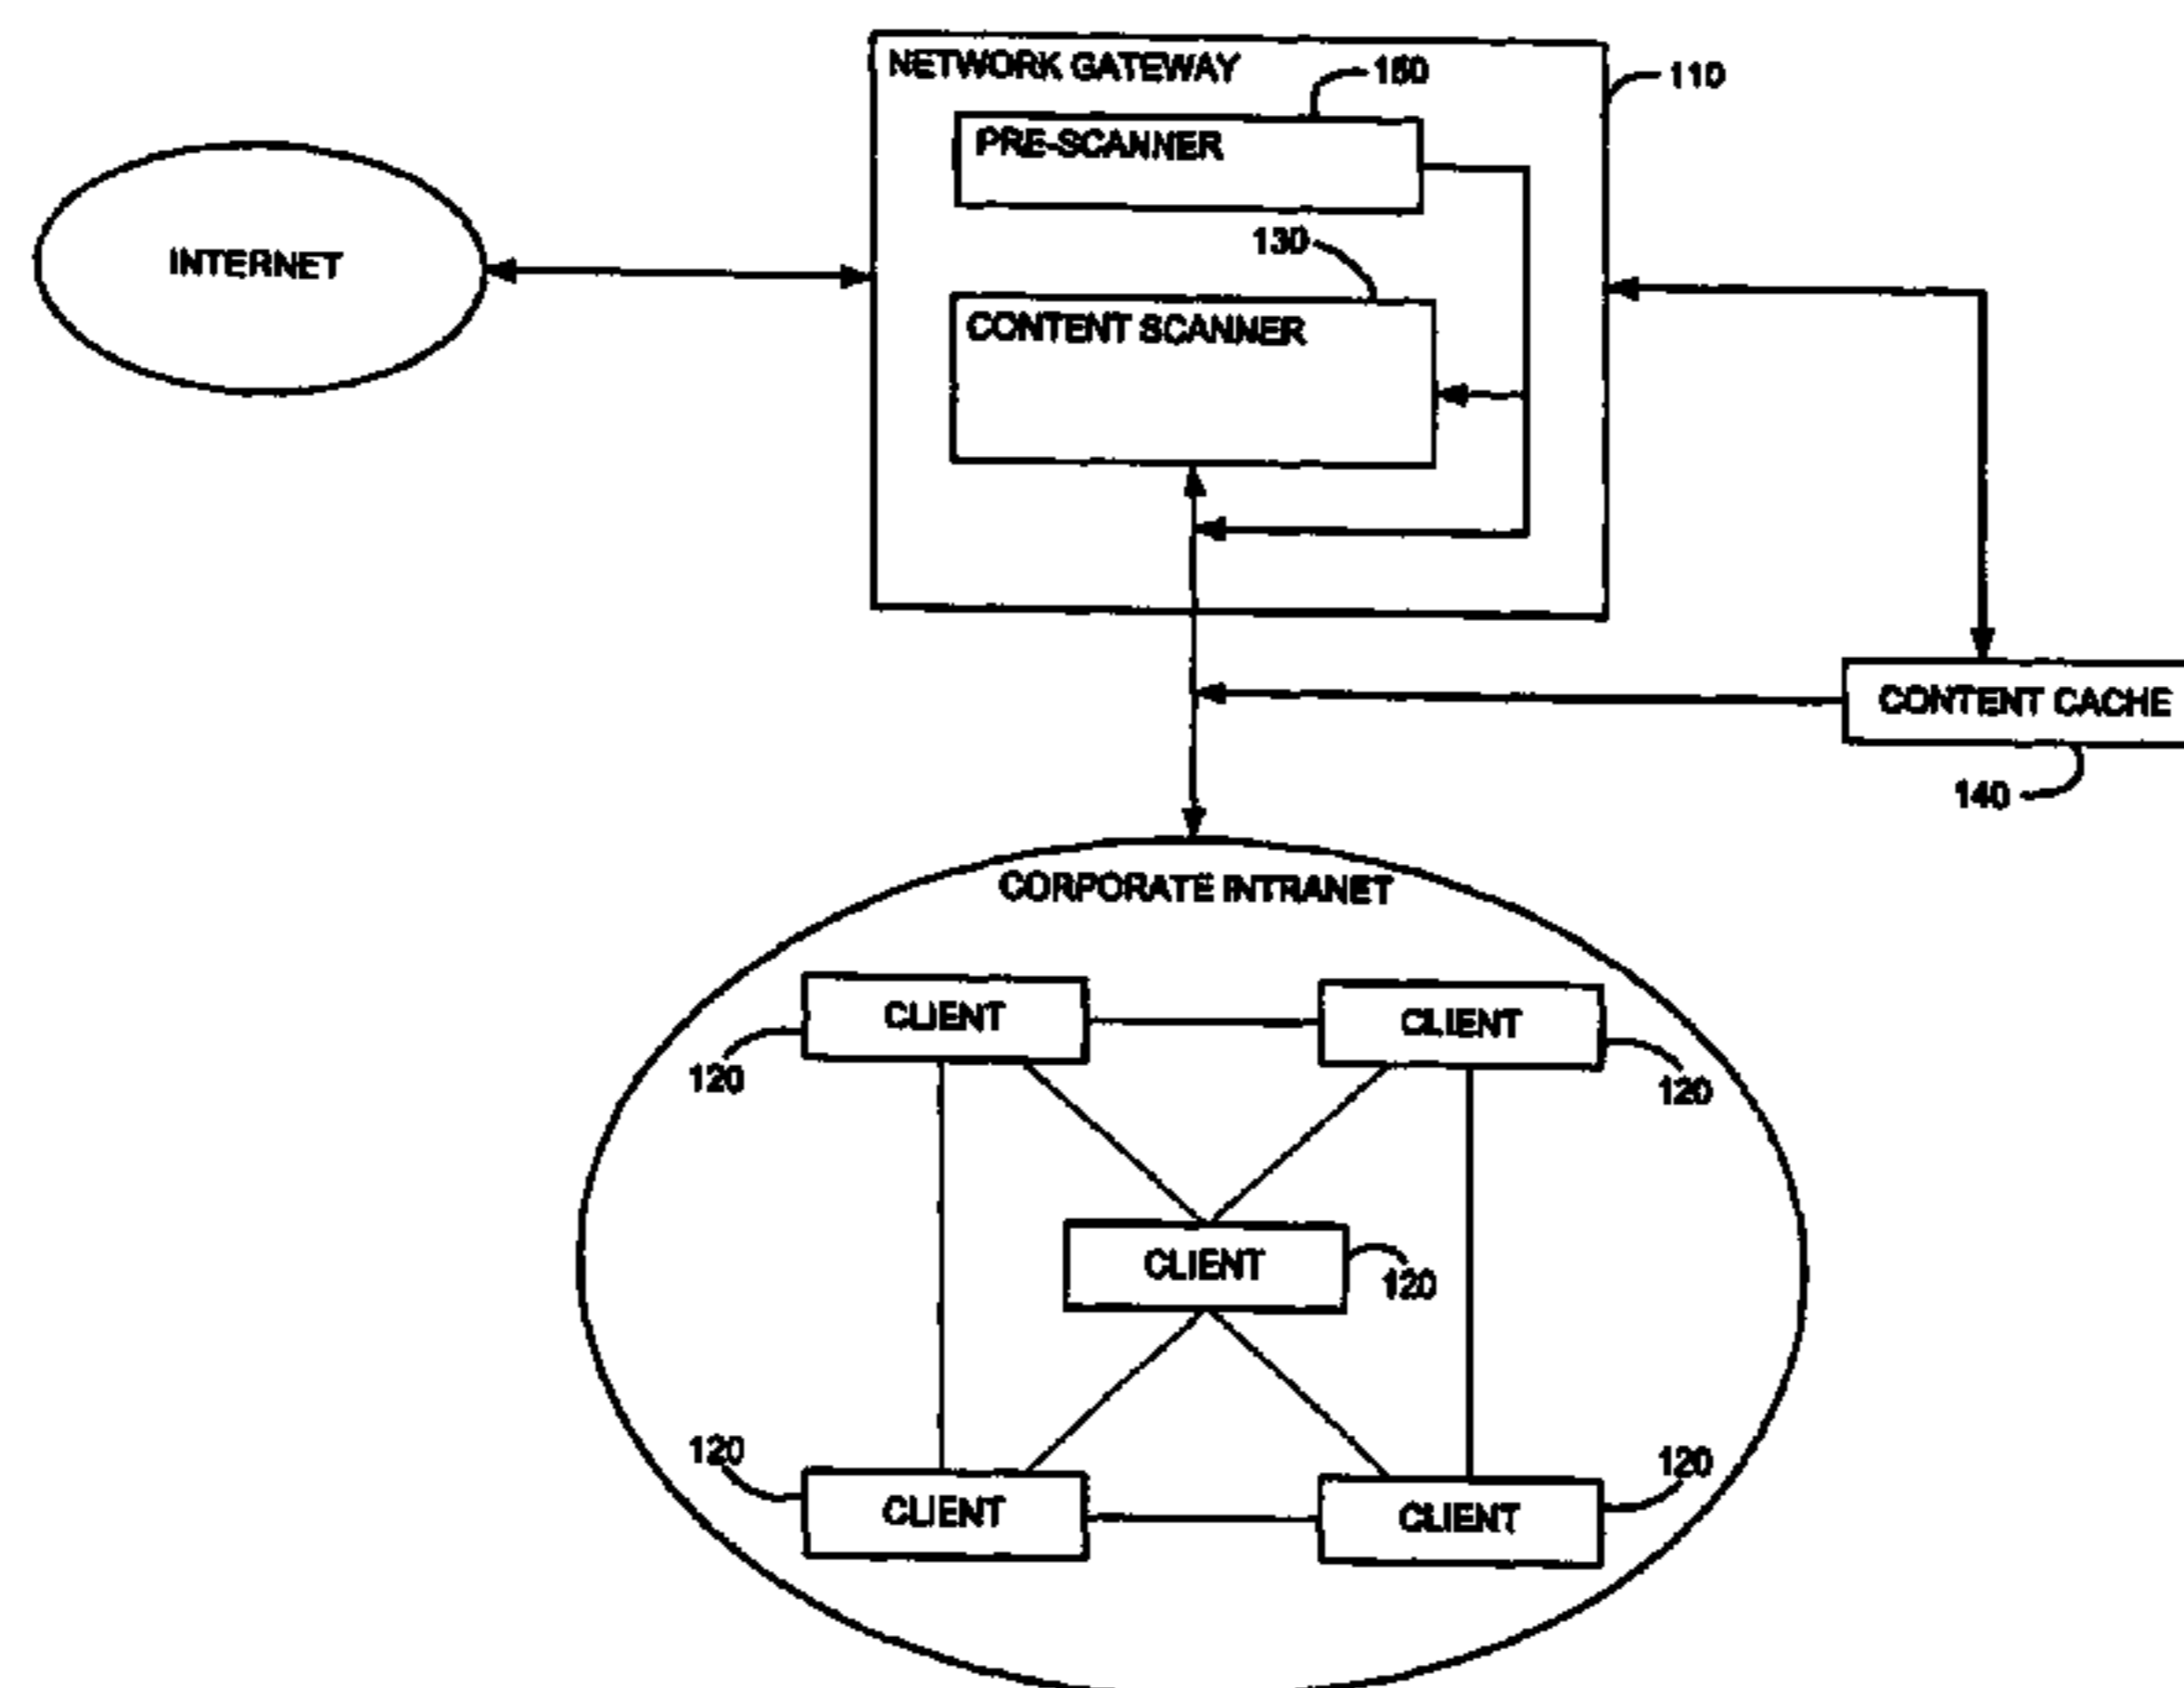 NETWORK GATEWAY
110
PRE-SCANNER
INTERNET
130
CONTENT SCANNER
CONTENT CACHE
140
CORPORATE INTRANET
CLIENT
CLIENT
120
120
CLIENT
120
120
120
CLIENT
CLIENT